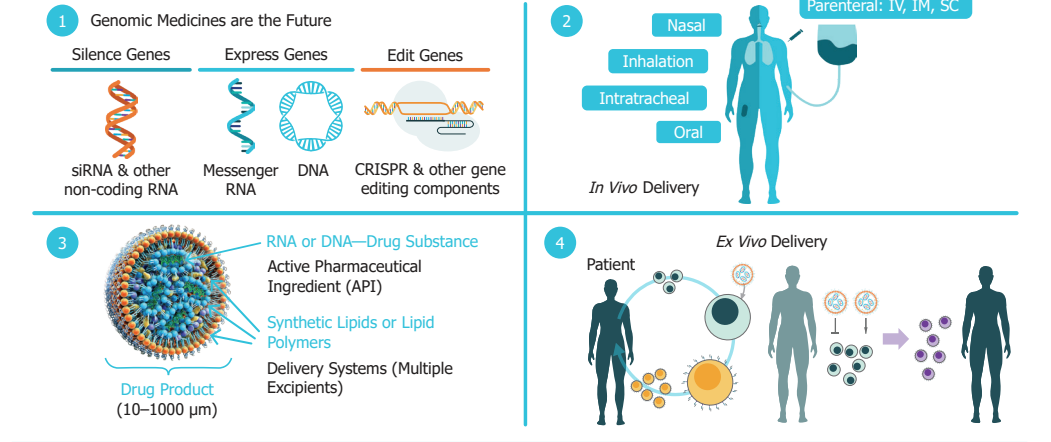 1
Genomic Medicines are the Future
Silence Genes
Express Genes
Edit Genes
siRNA & other
non-coding RNA
Messenger
RNA
DNA
CRISPR & other gene
editing components
2
Parenteral: IV, IM, SC
Nasal
Inhalation
Intratracheal
Oral
In Vivo Delivery
3
RNA or DNA—Drug Substance
Active Pharmaceutical
Ingredient (API)
Synthetic Lipids or Lipid
Polymers
Delivery Systems (Multiple
Excipients)
Drug Product
(10–1000 µm)
4
Ex Vivo Delivery
Patient